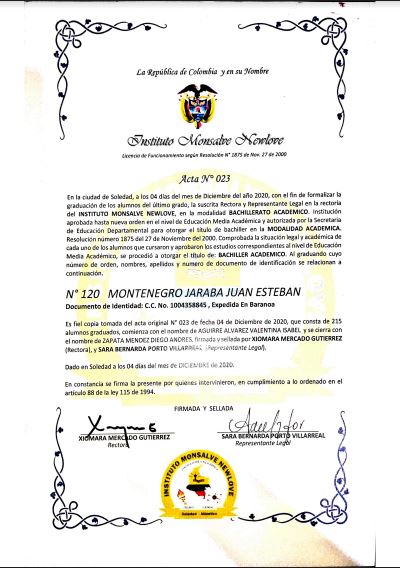 La República de Colombia y en su Nombre
Instituto Monsalve Newlove
Licencia de Funcionamiento según Resolución N° 1875 de Nov. 27 de 2000
Acta N° 023
En la ciudad de Soledad, a los 04 días del mes de Diciembre del año 2020, con el fin de formalizar la
graduación de los alumnos del último grado, la suscrita Rectora y Representante Legal en la rectoría
del INSTITUTO MONSALVE NEWLOVE, en la modalidad BACHILLERATO ACADEMICO. Institución
aprobada hasta nueva orden en el nivel de Educación Media Académica y autorizada por la Secretaria
de Educación Departamental para otorgar el titulo de bachiller en la MODALIDAD ACADEMICA.
Resolución número 1875 del 27 de Noviembre del 2000. Comprobada la situación legal y académica de
cada uno de los alumnos que cursaron y aprobaron los estudios correspondientes al nivel de Educación
Media Académico, se procedió a otorgar el titulo de: BACHILLER ACADEMICO. Al graduando cuyo
número de orden, nombres, apellidos y numero de documento de identificación se relacionan a
continuación.
N° 120 MONTENEGRO JARABA JUAN ESTEBAN
Documento de Identidad: C.C. No. 1004358845 , Expedida En Baranoa
Es fiel copia tomada del acta original N° 023 de fecha 04 de Diciembre de 2020, que consta de 215
alumnos graduados, comienza con el nombre de AGUIRRE ALVAREZ VALENTINA ISABEL y se cierra con
el nombre de ZAPATA MENDEZ DIEGO ANDRES, firmada y sellada por XIOMARA MERCADO GUTIERREZ
(Rectora), y SARA BERNARDA PORTO VILLARREAL (Representante Legal).
Dado en Soledad a los 04 días del mes de DICIEMBRE de 2020.
En constancia se firma la presente por quienes intervinieron, en cumplimiento a lo ordenado en el
artículo 88 de la ley 115 de 1994.
FIRMADA Y SELLADA
XIOMARA MERCADO GUTIERREZ
Rectora
SARA BERNARDA PORTO VILLARREAL
Representante Legal
INSTITUTO MONSALVE NEWLOVE
Soledad - Atlántico